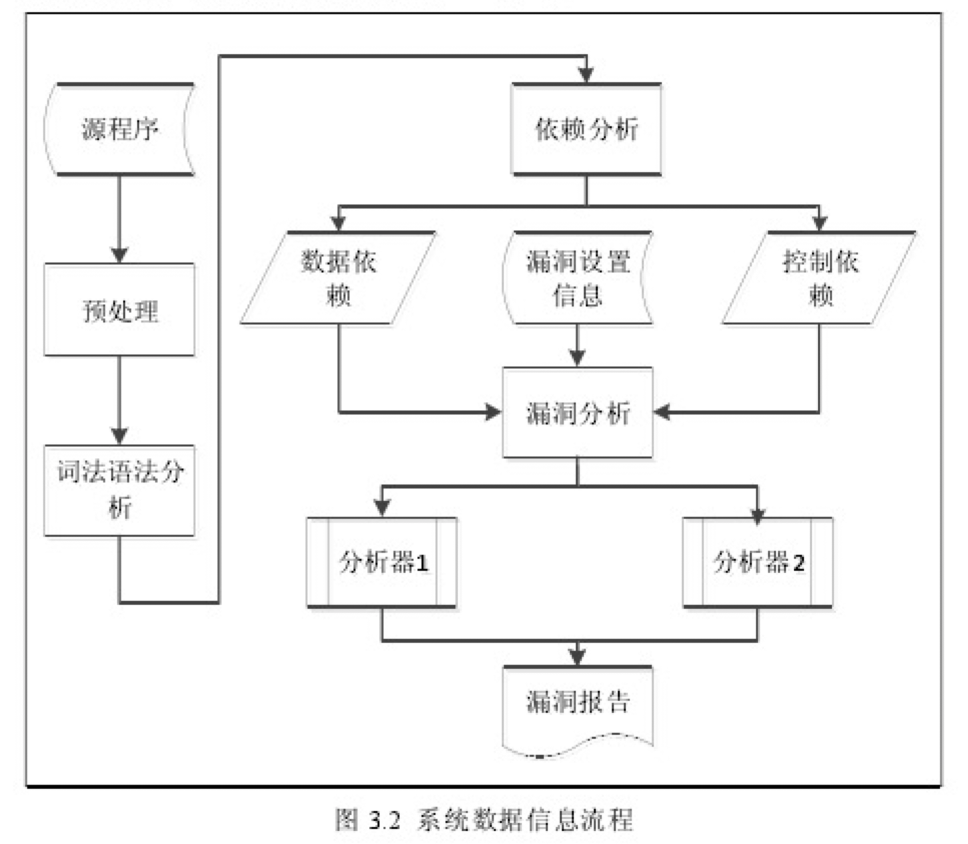 源程序
预处理
词法语法分
析
依赖分析
数据依
赖
漏洞设置
信息
控制依
赖
漏洞分析
分析器1
分析器2
漏洞报告
图 3.2 系统数据信息流程